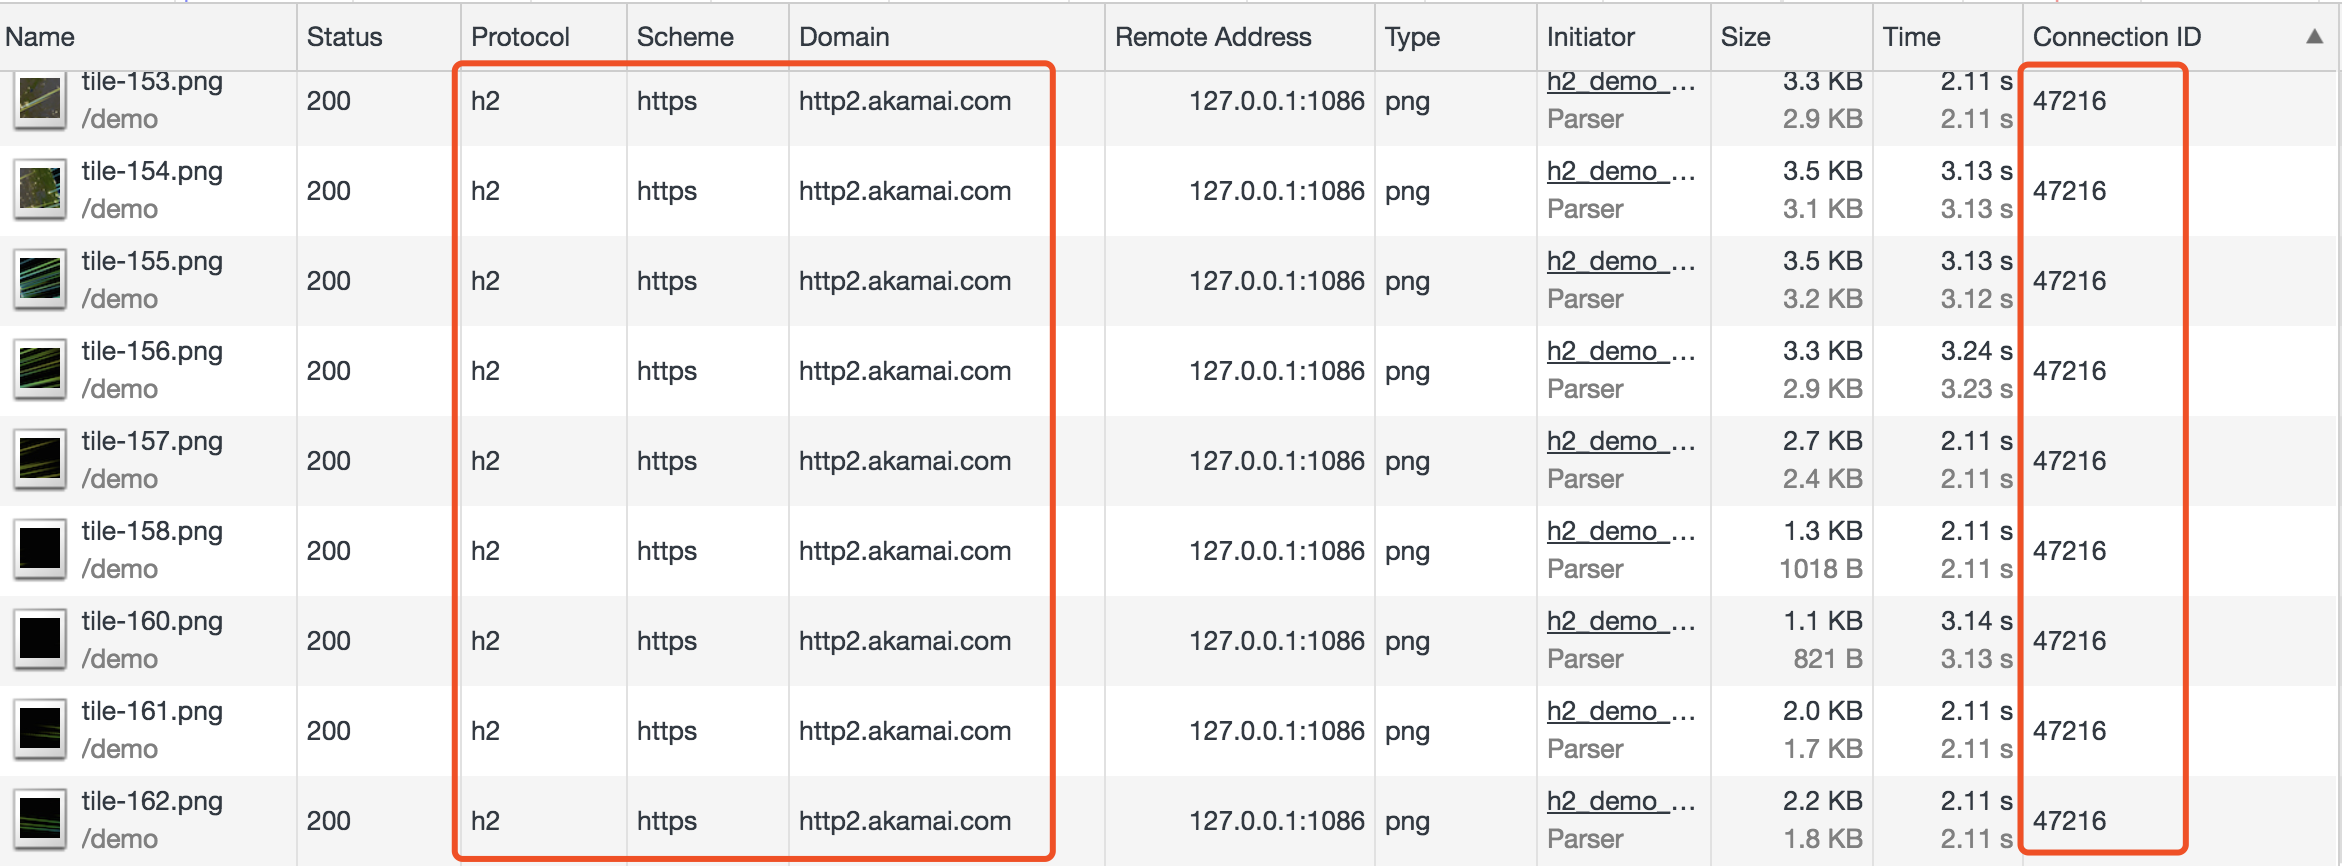 Name Status Protocol Scheme Domain Remote Address Type Initiator Size Time Connection ID ▲
tile-153.png 200 h2 https http2.akamai.com 127.0.0.1:1086 png h2_demo_… 3.3 KB 2.11 s 47216
/demo Parser 2.9 KB 2.11 s
tile-154.png 200 h2 https http2.akamai.com 127.0.0.1:1086 png h2_demo_… 3.5 KB 3.13 s 47216
/demo Parser 3.1 KB 3.13 s
tile-155.png 200 h2 https http2.akamai.com 127.0.0.1:1086 png h2_demo_… 3.5 KB 3.13 s 47216
/demo Parser 3.2 KB 3.12 s
tile-156.png 200 h2 https http2.akamai.com 127.0.0.1:1086 png h2_demo_… 3.3 KB 3.24 s 47216
/demo Parser 2.9 KB 3.23 s
tile-157.png 200 h2 https http2.akamai.com 127.0.0.1:1086 png h2_demo_… 2.7 KB 2.11 s 47216
/demo Parser 2.4 KB 2.11 s
tile-158.png 200 h2 https http2.akamai.com 127.0.0.1:1086 png h2_demo_… 1.3 KB 2.11 s 47216
/demo Parser 1018 B 2.11 s
tile-160.png 200 h2 https http2.akamai.com 127.0.0.1:1086 png h2_demo_… 1.1 KB 3.14 s 47216
/demo Parser 821 B 3.13 s
tile-161.png 200 h2 https http2.akamai.com 127.0.0.1:1086 png h2_demo_… 2.0 KB 2.11 s 47216
/demo Parser 1.7 KB 2.11 s
tile-162.png 200 h2 https http2.akamai.com 127.0.0.1:1086 png h2_demo_… 2.2 KB 2.11 s 47216
/demo Parser 1.8 KB 2.11 s